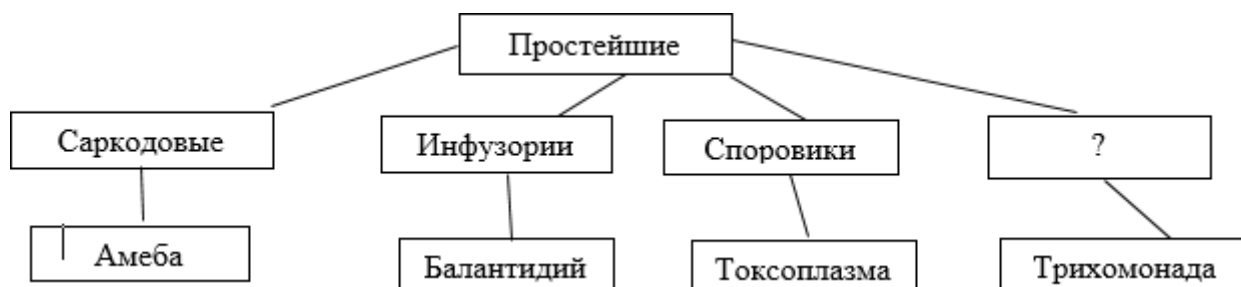 Простейшие
Саркодовые
Инфузории
Споровики
?
Амеба
Балантидий
Токсоплазма
Трихомонада